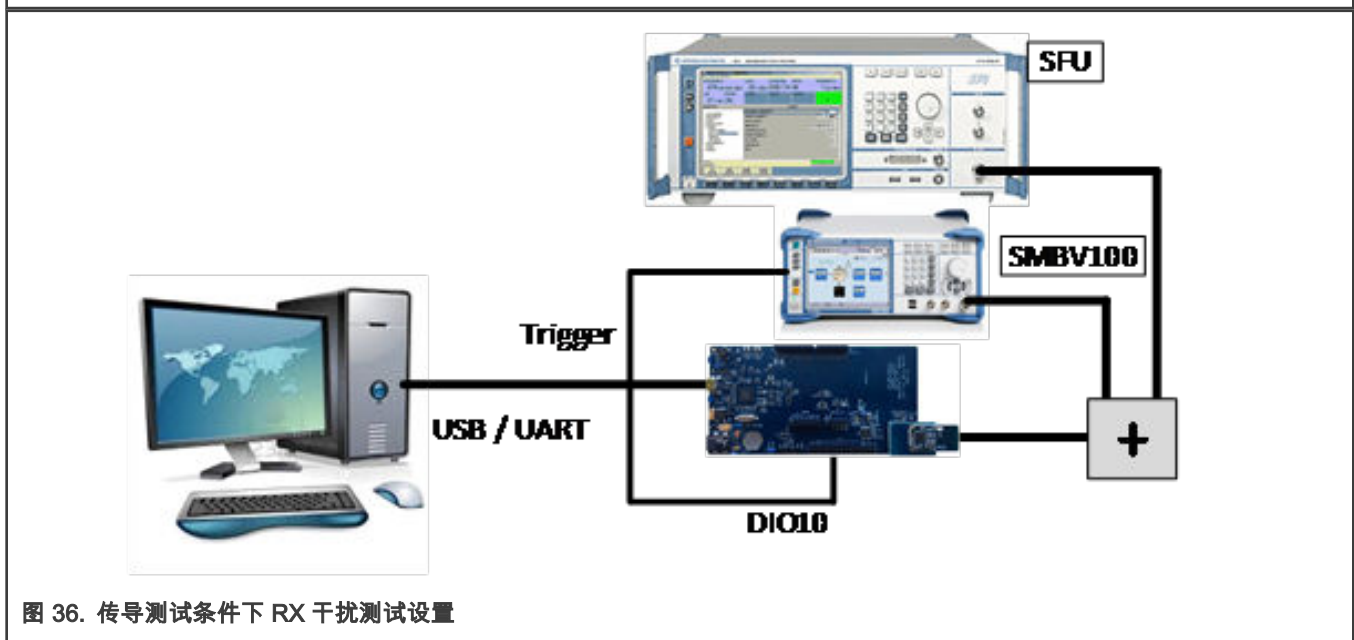 SFU
SMBV100
Trigger
USB / UART
DIO10
+
图 36. 传导测试条件下 RX 干扰测试设置